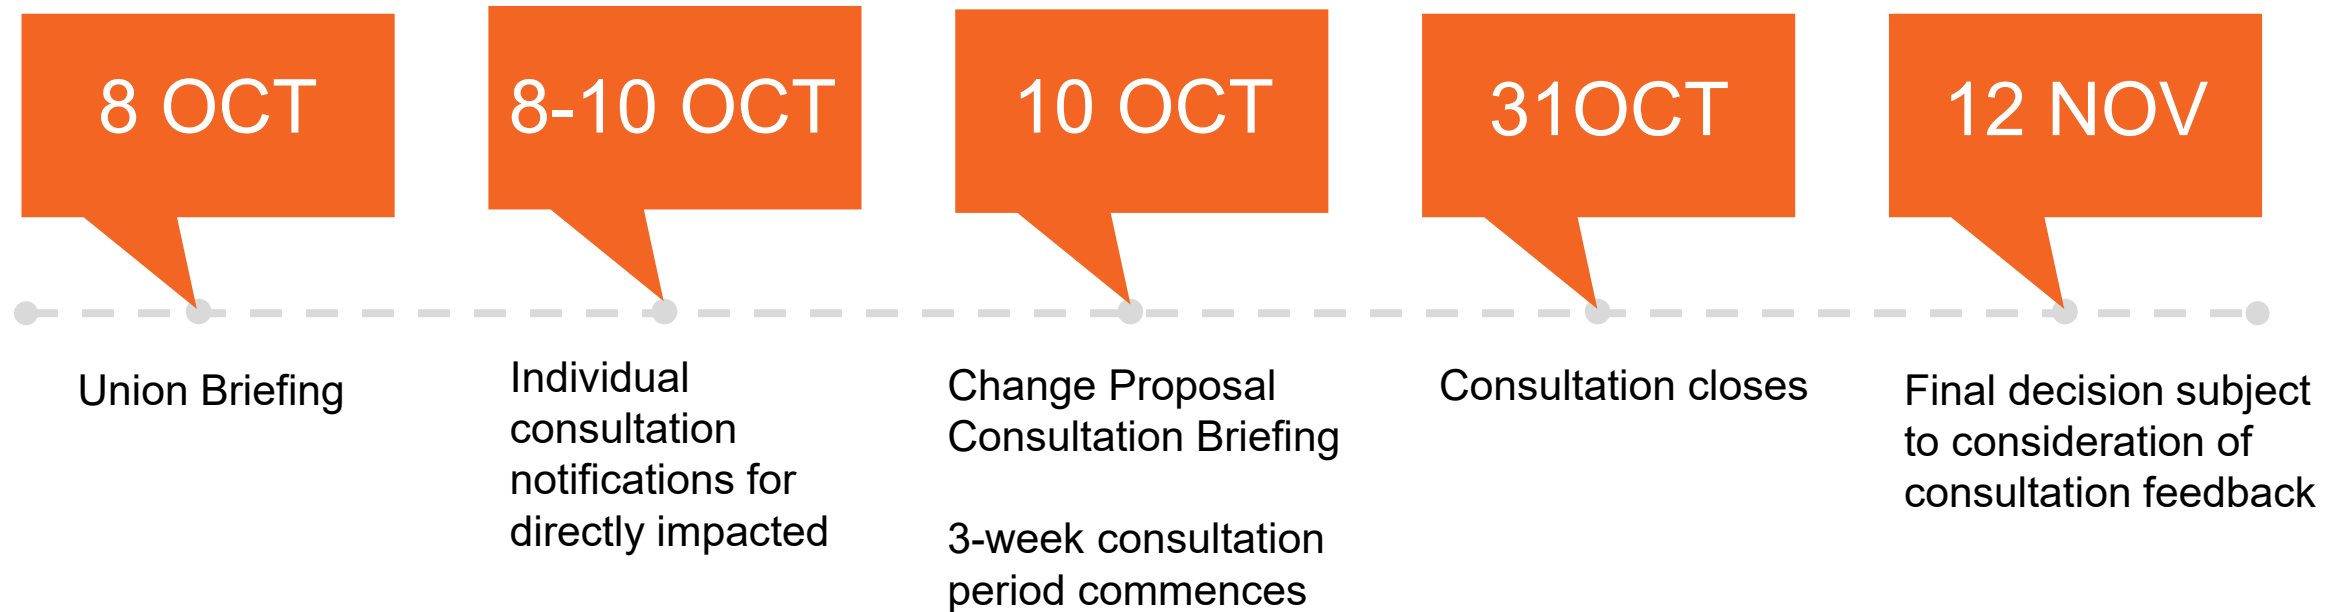 8 OCT
Union Briefing
8-10 OCT
Individual
consultation
notifications for
directly impacted
10 OCT
Change Proposal
Consultation Briefing
3-week consultation
period commences
31OCT
Consultation closes
12 NOV
Final decision subject
to consideration of
consultation feedback